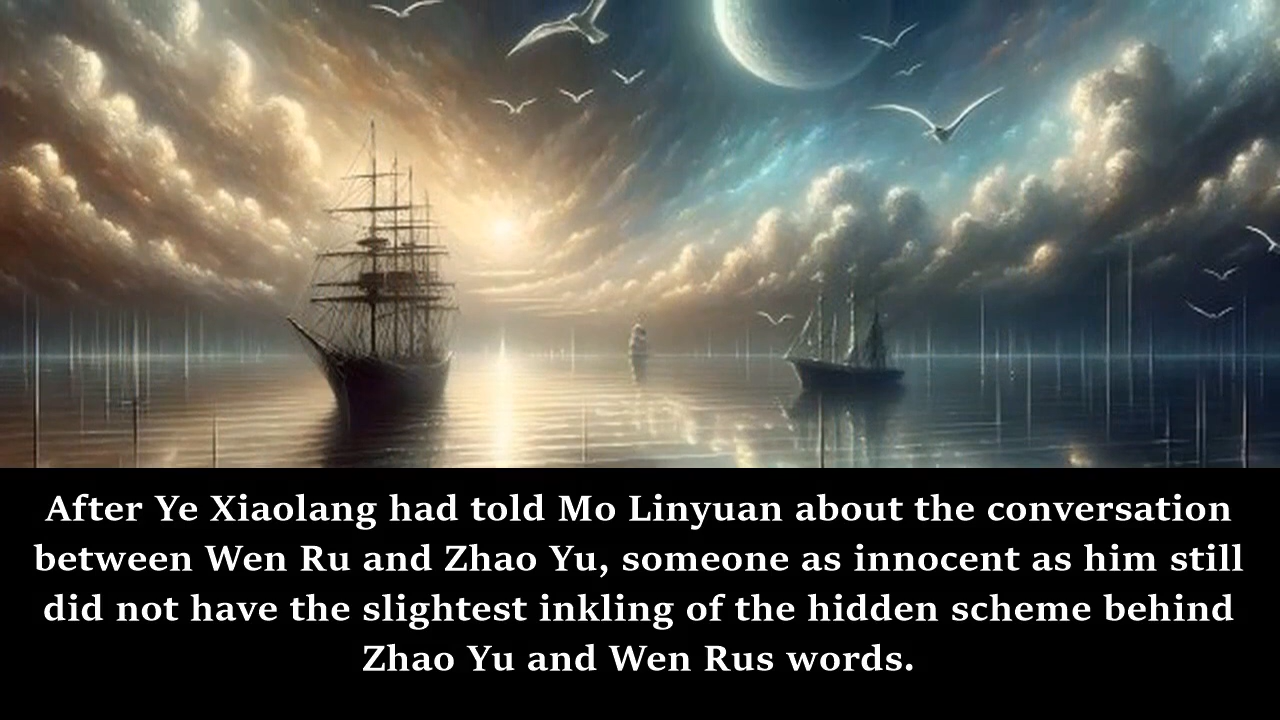 After Ye Xiaolang had told Mo Linyuan about the conversation
between Wen Ru and Zhao Yu, someone as innocent as him still
did not have the slightest inkling of the hidden scheme behind
Zhao Yu and Wen Rus words.